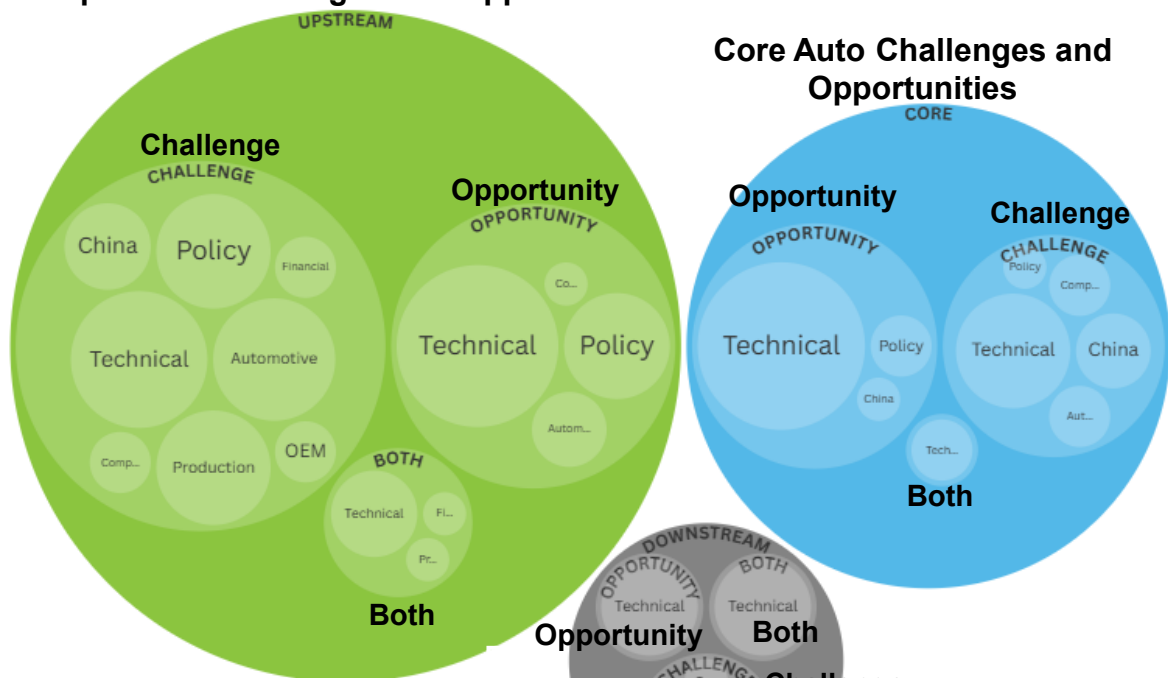 UPSTREAM
Challenge
CHALLENGE
China
Policy
Financial
Technical
Automotive
Comp...
Production
OEM
Opportunity
OPPORTUNITY
Co...
Technical
Policy
Autom...
BOTH
Technical
Fi...
Pr...
Both
Core Auto Challenges and
Opportunities
CORE
Opportunity
OPPORTUNITY
Technical
Policy
China
Challenge
CHALLENGE
Policy
Comp...
Technical
China
Aut...
Tech...
Both
DOWNSTREAM
OPPORTUNITY
Technical
Opportunity
BOTH
Technical
Both
CHALLENGE